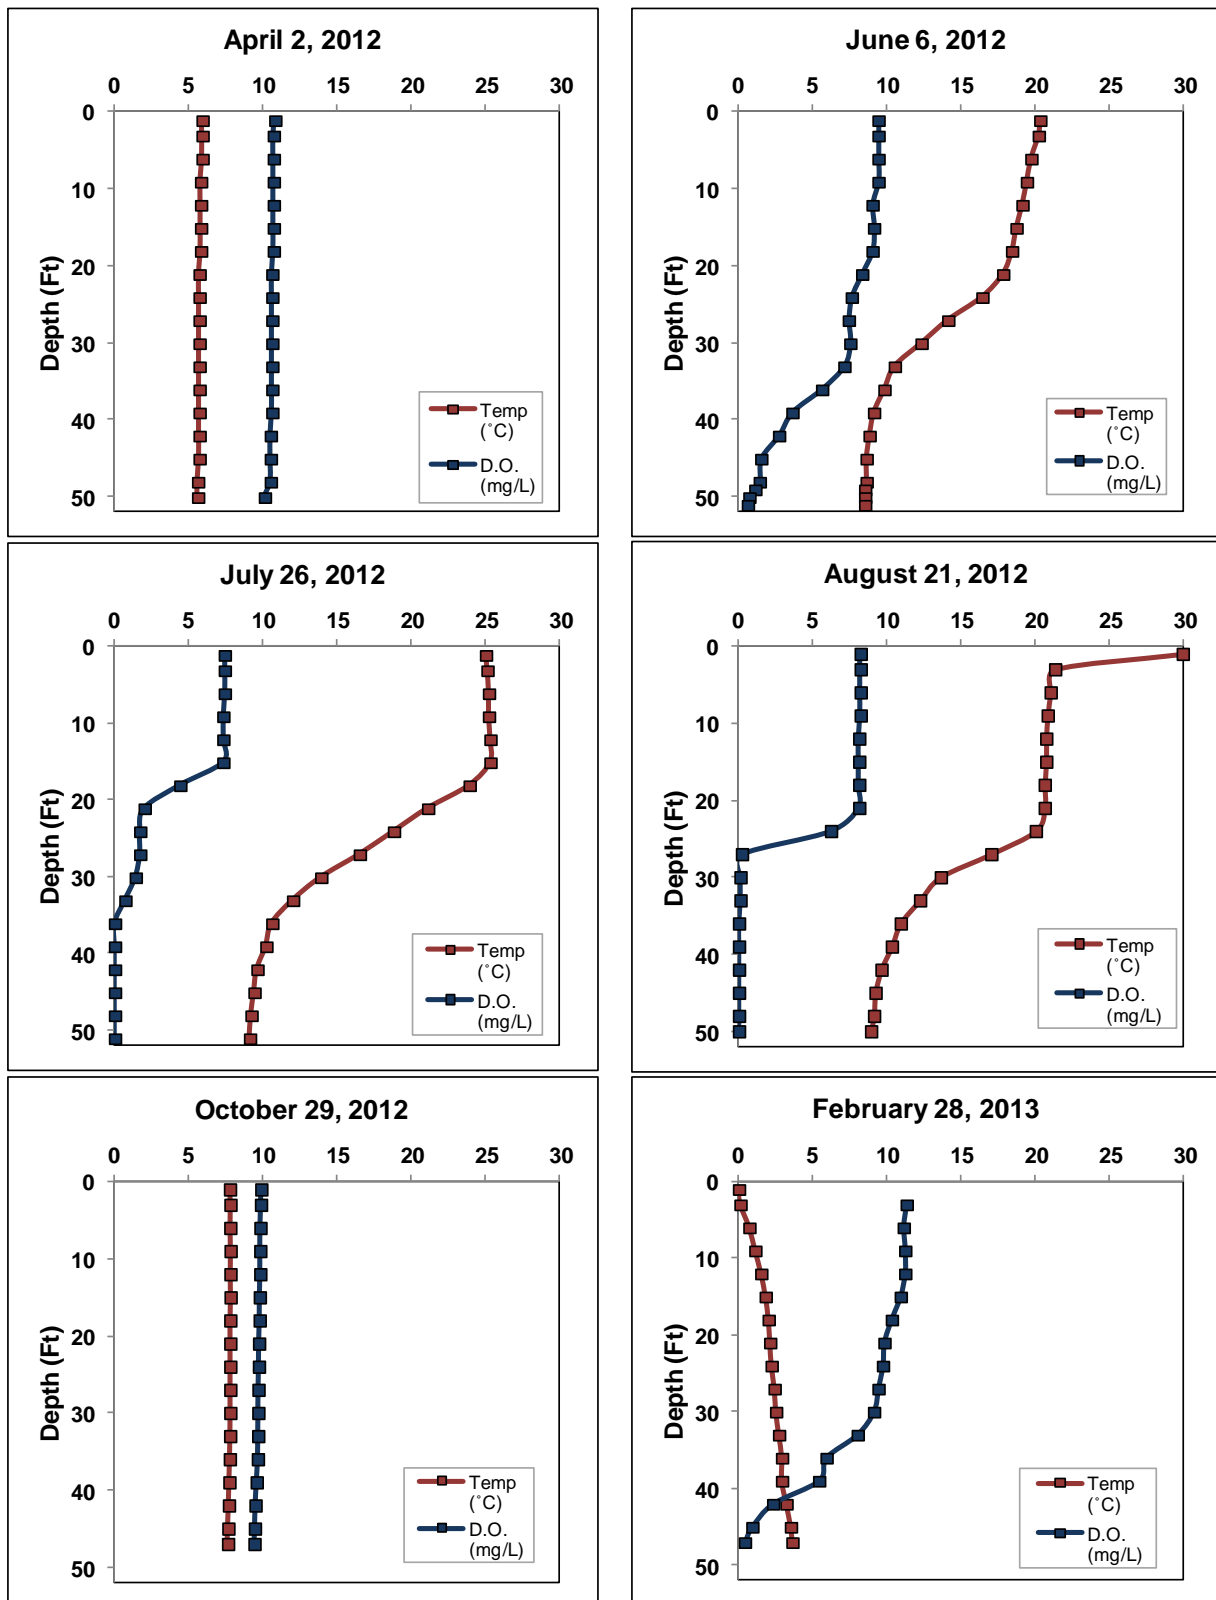 April 2, 2012
0 5 10 15 20 25 30
0
10
20
30
40
50
Depth (Ft)
Temp
(˚C)
D.O.
(mg/L)
June 6, 2012
0 5 10 15 20 25 30
0
10
20
30
40
50
Depth (Ft)
Temp
(˚C)
D.O.
(mg/L)
July 26, 2012
0 5 10 15 20 25 30
0
10
20
30
40
50
Depth (Ft)
Temp
(˚C)
D.O.
(mg/L)
August 21, 2012
0 5 10 15 20 25 30
0
10
20
30
40
50
Depth (Ft)
Temp
(˚C)
D.O.
(mg/L)
October 29, 2012
0 5 10 15 20 25 30
0
10
20
30
40
50
Depth (Ft)
Temp
(˚C)
D.O.
(mg/L)
February 28, 2013
0 5 10 15 20 25 30
0
10
20
30
40
50
Depth (Ft)
Temp
(˚C)
D.O.
(mg/L)